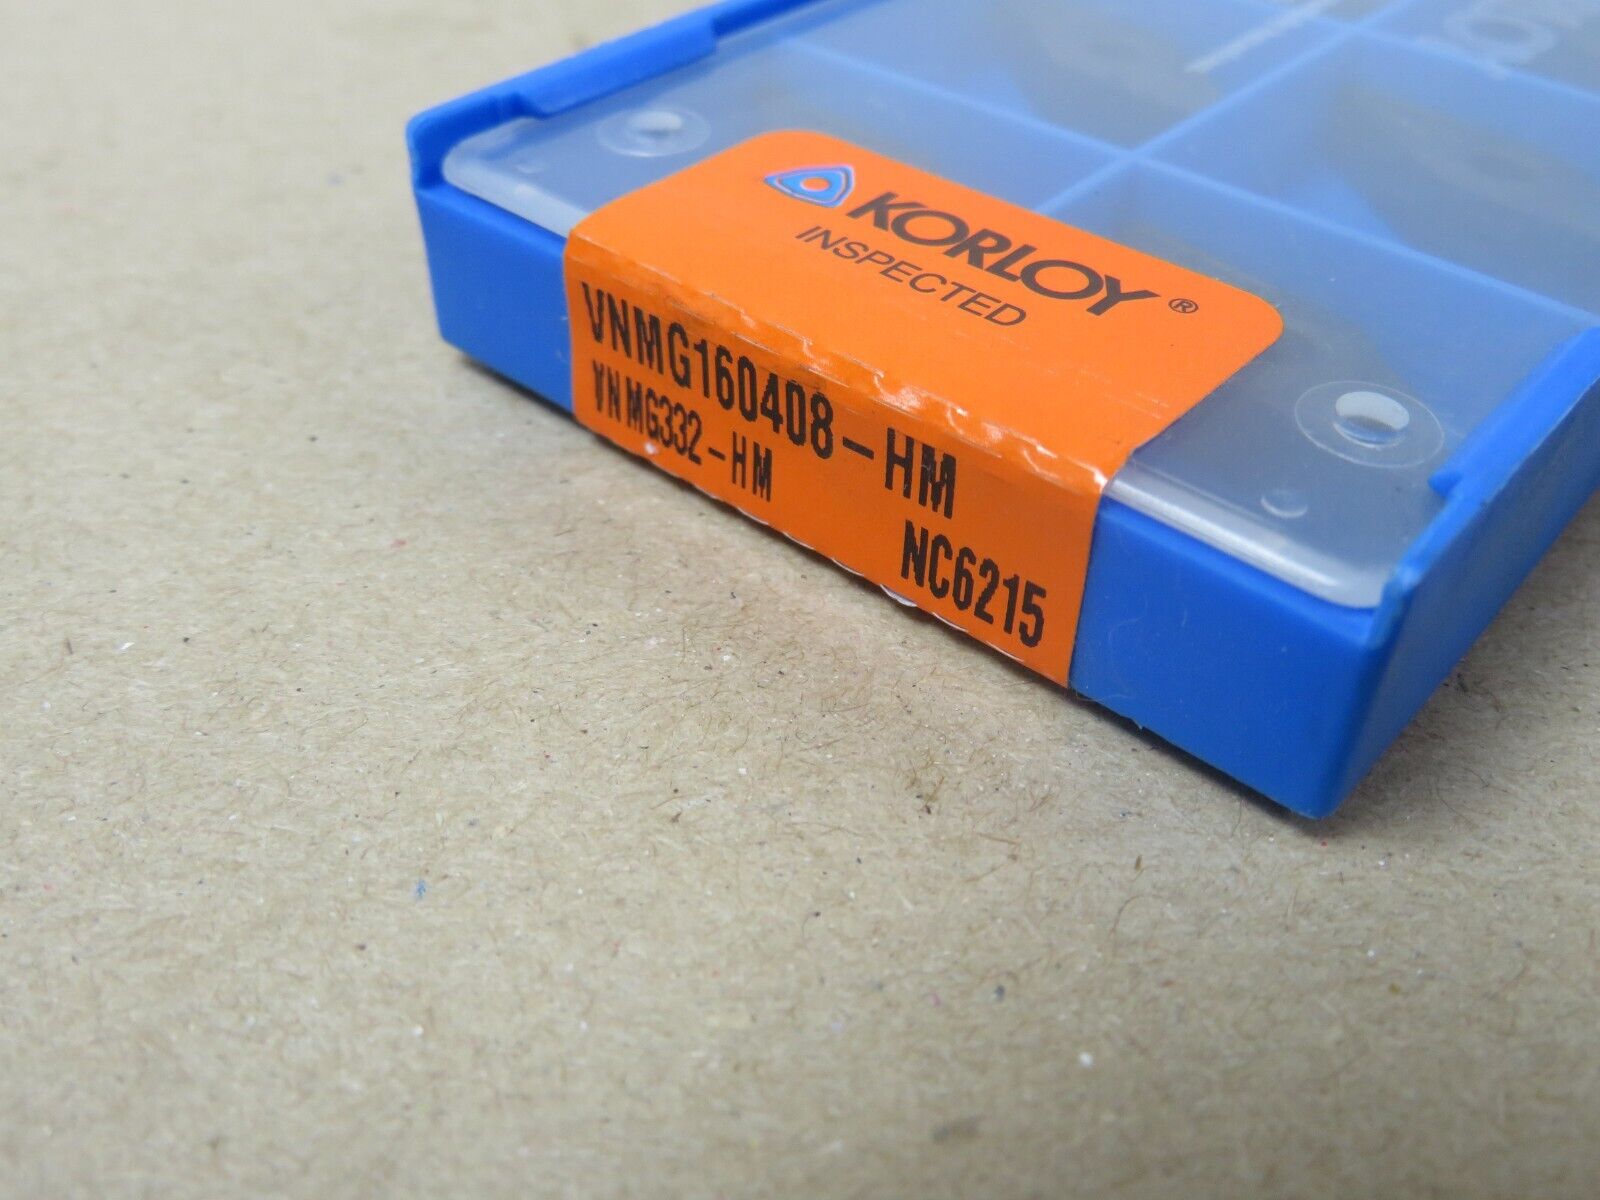 KORLOY®
INSPECTED
VNMG160408-HM
VNMG332-HM
NC6215